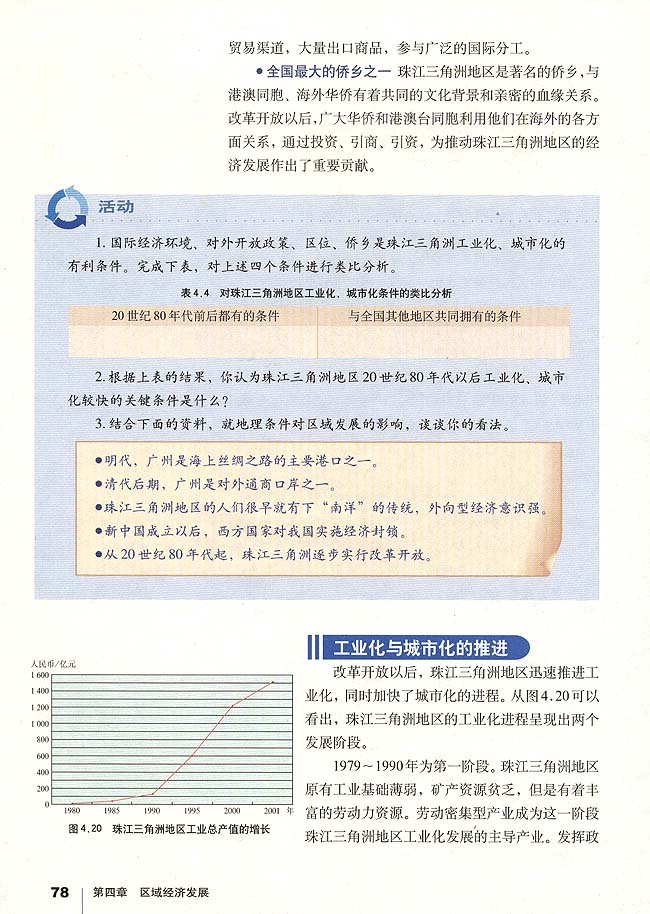 贸易渠道，大量出口商品，参与广泛的国际分工。
●全国最大的侨乡之一 珠江三角洲地区是著名的侨乡，与
港澳同胞、海外华侨有着共同的文化背景和亲密的血缘关系。
改革开放以后，广大华侨和港澳台同胞利用他们在海外的各方
面关系，通过投资、引商、引资，为推动珠江三角洲地区的经
济发展作出了重要贡献。
活动
1.国际经济环境、对外开放政策、区位、侨乡是珠江三角洲工业化、城市化的
有利条件。完成下表，对上述四个条件进行类比分析。
表4.4 对珠江三角洲地区工业化、城市化条件的类比分析
20世纪80年代前后都有的条件 与全国其他地区共同拥有的条件
2.根据上表的结果，你认为珠江三角洲地区20世纪80年代以后工业化、城市
化较快的关键条件是什么？
3.结合下面的资料，就地理条件对区域发展的影响，谈谈你的看法。
●明代，广州是海上丝绸之路的主要港口之一。
●清代后期，广州是对外通商口岸之一。
●珠江三角洲地区的人们很早就有下“南洋”的传统，外向型经济意识强。
●新中国成立以后，西方国家对我国实施经济封锁。
●从20世纪80年代起，珠江三角洲逐步实行改革开放。
人民币/亿元
1 600
1 400
1 200
1 000
800
600
400
200
0
1980 1985 1990 1995 2000 2001 年
图4.20 珠江三角洲地区工业总产值的增长
工业化与城市化的推进
改革开放以后，珠江三角洲地区迅速推进工
业化，同时加快了城市化的进程。从图4.20可以
看出，珠江三角洲地区的工业化进程呈现出两个
发展阶段。
1979～1990年为第一阶段。珠江三角洲地区
原有工业基础薄弱，矿产资源贫乏，但是有着丰
富的劳动力资源。劳动密集型产业成为这一阶段
珠江三角洲地区工业化发展的主导产业。发挥政
78 第四章 区域经济发展